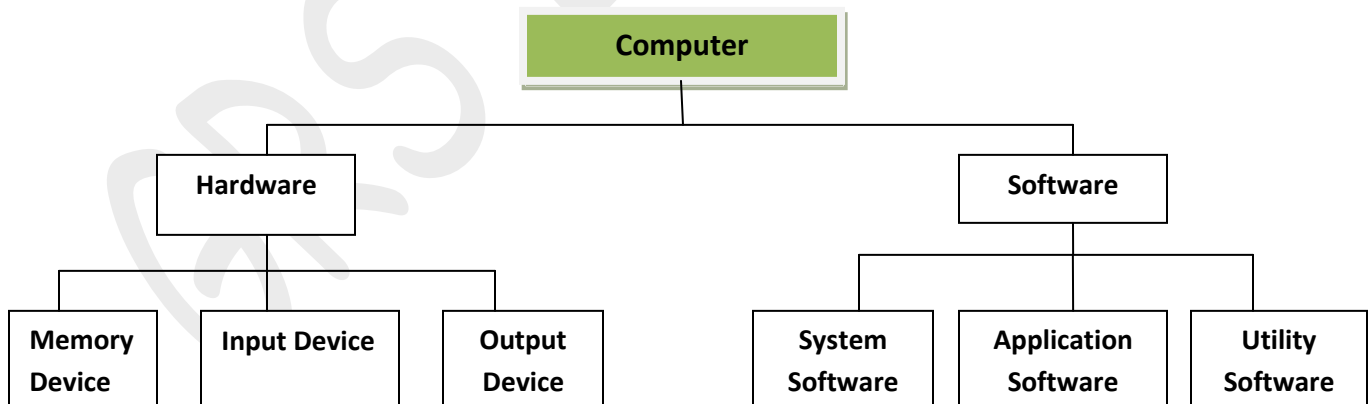 Computer
Hardware
Software
Memory
Device
Input Device
Output
Device
System
Software
Application
Software
Utility
Software